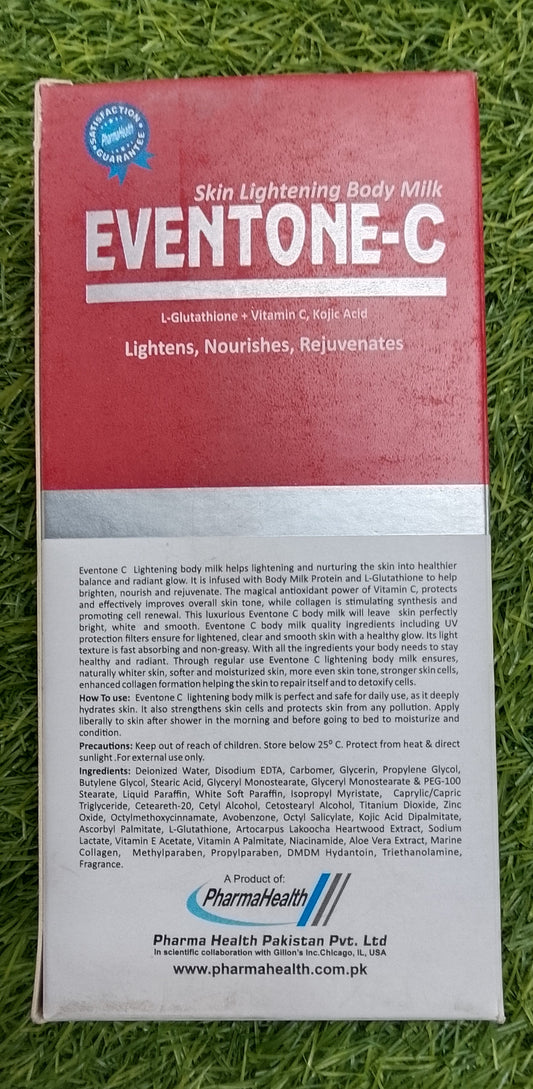 SATISFACTION
PharmaHealth
GUARANTEE
Skin Lightening Body Milk
EVENTONE-C
L-Glutathione + Vitamin C, Kojic Acid
Lightens, Nourishes, Rejuvenates
Eventone C Lightening body milk helps lightening and nurturing the skin into healthier
balance and radiant glow. It is infused with Body Milk Protein and L-Glutathione to help
brighten, nourish and rejuvenate. The magical antioxidant power of Vitamin C, protects
and effectively improves overall skin tone, while collagen is stimulating synthesis and
promoting cell renewal. This luxurious Eventone C body milk will leave skin perfectly
bright, white and smooth. Eventone C body milk quality ingredients including UV
protection filters ensure for lightened, clear and smooth skin with a healthy glow. Its light
texture is fast absorbing and non-greasy. With all the ingredients your body needs to stay
healthy and radiant. Through regular use Eventone C lightening body milk ensures,
naturally whiter skin, softer and moisturized skin, more even skin tone, stronger skin cells,
enhanced collagen formation helping the skin to repair itself and to detoxify cells.
How To use: Eventone C lightening body milk is perfect and safe for daily use, as it deeply
hydrates skin. It also strengthens skin cells and protects skin from any pollution. Apply
liberally to skin after shower in the morning and before going to bed to moisturize and
condition.
Precautions: Keep out of reach of children. Store below 25° C. Protect from heat & direct
sunlight .For external use only.
Ingredients: Deionized Water, Disodium EDTA, Carbomer, Glycerin, Propylene Glycol,
Butylene Glycol, Stearic Acid, Glyceryl Monostearate, Glyceryl Monostearate & PEG-100
Stearate, Liquid Paraffin, White Soft Paraffin, Isopropyl Myristate, Caprylic/Capric
Triglyceride, Ceteareth-20, Cetyl Alcohol, Cetostearyl Alcohol, Titanium Dioxide, Zinc
Oxide, Octylmethoxycinnamate, Avobenzone, Octyl Salicylate, Kojic Acid Dipalmitate,
Ascorbyl Palmitate, L-Glutathione, Artocarpus Lakoocha Heartwood Extract, Sodium
Lactate, Vitamin E Acetate, Vitamin A Palmitate, Niacinamide, Aloe Vera Extract, Marine
Collagen, Methylparaben, Propylparaben, DMDM Hydantoin, Triethanolamine,
Fragrance.
A Product of:
PharmaHealth
Pharma Health Pakistan Pvt. Ltd
In scientific collaboration with Gillon's Inc.Chicago, IL, USA
www.pharmahealth.com.pk